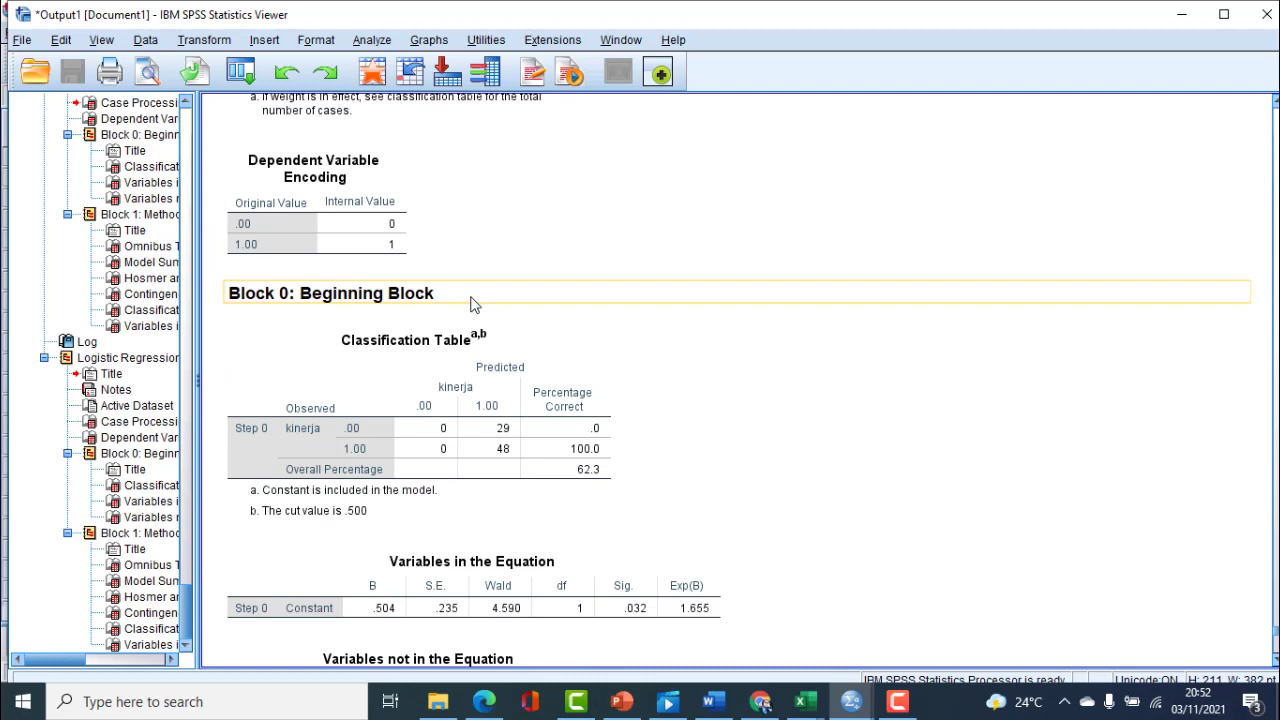 *Output1 [Document1] - IBM SPSS Statistics Viewer
File Edit View Data Transform Insert Format Analyze Graphs Utilities Extensions Window Help
Case Processi
Dependent Var
Block 0: Beginn
Title
Classificat
Variables i
Variables n
Block 1: Metho
Title
Omnibus T
Model Sum
Hosmer an
Contingen
Classificat
Variables i
Log
Logistic Regression
Title
Notes
Active Dataset
Case Processi
Dependent Var
Block 0: Beginn
Title
Classificat
Variables i
Variables n
Block 1: Metho
Title
Omnibus T
Model Sum
Hosmer an
Contingen
Classificat
Variables i
a. If weight is in effect, see classification table for the total
number of cases.
Dependent Variable
Encoding
Original Value Internal Value
.00 0
1.00 1
Block 0: Beginning Block
Classification Tablea,b
Predicted
kinerja Percentage
Observed .00 1.00 Correct
Step 0 kinerja .00 0 29 .0
1.00 0 48 100.0
Overall Percentage 62.3
a. Constant is included in the model.
b. The cut value is .500
Variables in the Equation
B S.E. Wald df Sig. Exp(B)
Step 0 Constant .504 .235 4.590 1 .032 1.655
Variables not in the Equation
IBM SPSS Statistics Processor is ready Unicode:ON H: 211, W: 382 pt
Type here to search
24°C
20:52
03/11/2021
3